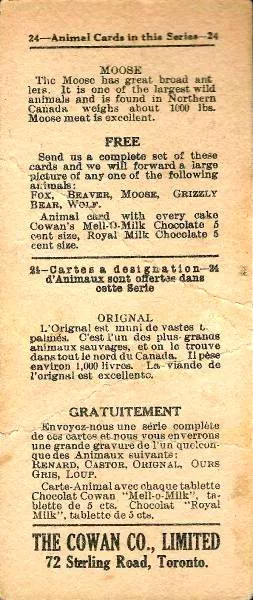 24—Animal Cards in this Series—24
MOOSE
The Moose has great broad ant
lers. It is one of the largest wild
animals and is found in Northern
Canada weighs about 1000 lbs.
Moose meat is excellent.
FREE
Send us a complete set of these
cards and we will forward a large
picture of any one of the following
animals:
FOX, BEAVER, MOOSE, GRIZZLY
BEAR, WOLF.
Animal card with every cake
Cowan's Mell-O-Milk Chocolate 5
cent size, Royal Milk Chocolate 5
cent size.
24—Cartes a designation—24
d'Animaux sont offertes dans
cette Serie
ORIGNAL
L'Orignal est muni de vastes
palmés. C'est l'un des plus grands
animaux sauvages, et on le trouve
dans tout le nord du Canada. Il pèse
environ 1,000 livres. La viande de
l'orignal est excellente.
GRATUITEMENT
Envoyez-nous une série complète
de ces cartes et nous vous enverrons
une grande gravure de l'un quelcon-
que des Animaux suivants:
RENARD, CASTOR, ORIGNAL, OURS
GRIS, LOUP.
Carte-Animal avec chaque tablette
Chocolat Cowan "Mell-o-Milk", ta-
blette de 5 cts. Chocolat "Royal
Milk", tablette de 5 cts.
THE COWAN CO., LIMITED
72 Sterling Road, Toronto.